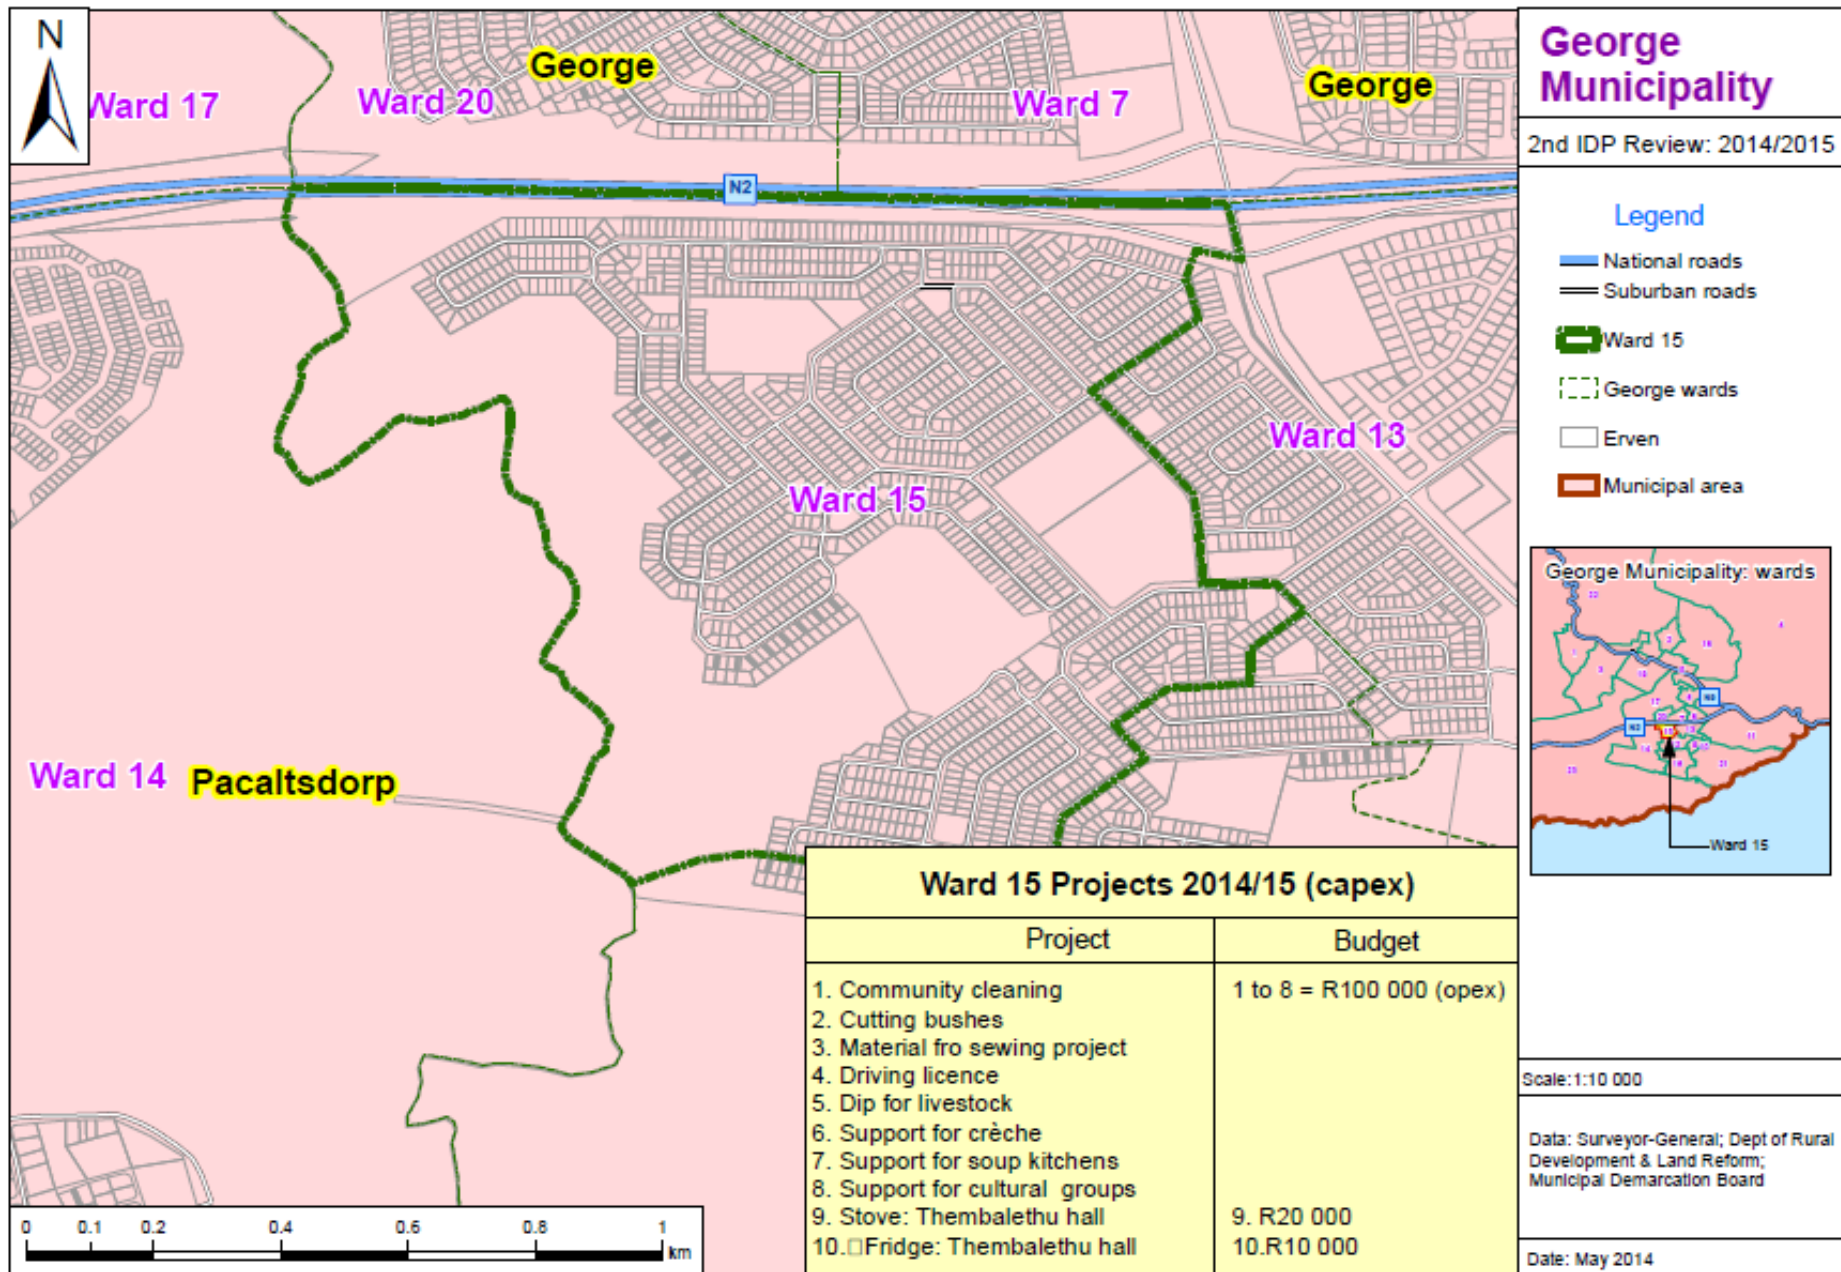 N
Ward 17
Ward 20
George
Ward 7
George
N2
Ward 13
Ward 15
Ward 14
Pacaltsdorp
0 0.1 0.2 0.4 0.6 0.8 1
km
Ward 15 Projects 2014/15 (capex)
Project Budget
1. Community cleaning 1 to 8 = R100 000 (opex)
2. Cutting bushes
3. Material fro sewing project
4. Driving licence
5. Dip for livestock
6. Support for crèche
7. Support for soup kitchens
8. Support for cultural groups
9. Stove: Thembalethu hall 9. R20 000
10.□Fridge: Thembalethu hall 10.R10 000
George
Municipality
2nd IDP Review: 2014/2015
Legend
National roads
Suburban roads
Ward 15
George wards
Erven
Municipal area
George Municipality: wards
N2
Ward 15
Scale:1:10 000
Data: Surveyor-General; Dept of Rural
Development & Land Reform;
Municipal Demarcation Board
Date: May 2014